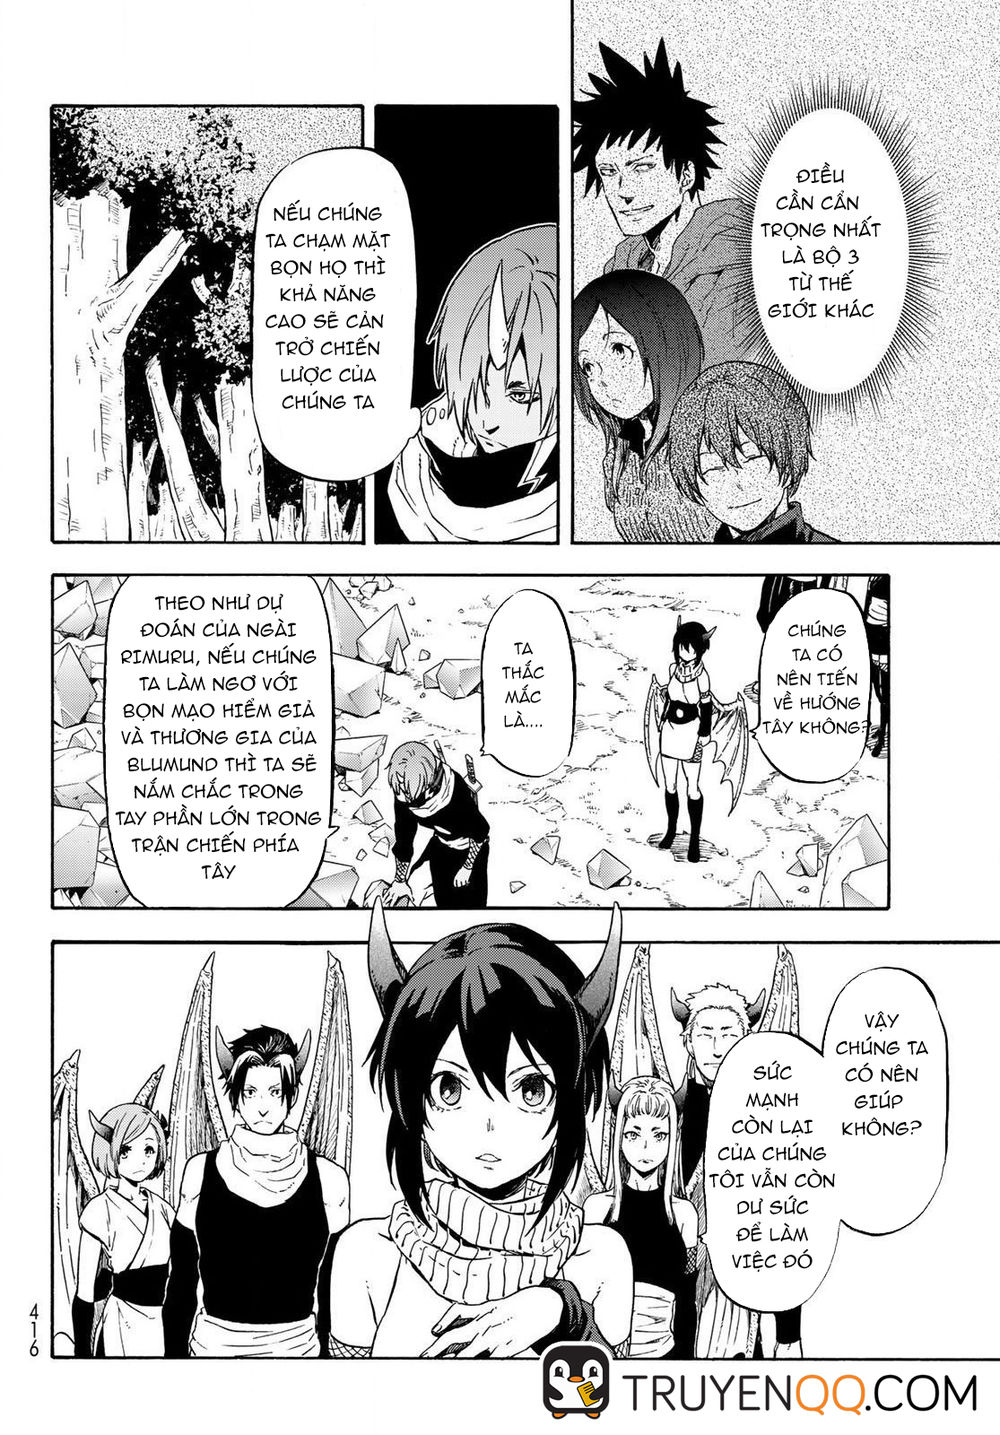 ĐIỀU
CẦN CẨN
TRỌNG NHẤT
LÀ BỘ 3
TỪ THẾ
GIỚI KHÁC
NẾU CHÚNG
TA CHẠM MẶT
BỌN HỌ THÌ
KHẢ NĂNG
CAO SẼ CẢN
TRỞ CHIẾN
LƯỢC CỦA
CHÚNG TA
CHÚNG
TA CÓ
NÊN TIẾN
VỀ HƯỚNG
TÂY KHÔNG?
TA
THẮC
MẮC
LÀ....
THEO NHƯ DỰ
ĐOÁN CỦA NGÀI
RIMURU, NẾU CHÚNG
TA LÀM NGƠ VỚI
BỌN MẠO HIỂM GIẢ
VÀ THƯƠNG GIA CỦA
BLUMUND THÌ TA SẼ
NẮM CHẮC TRONG
TAY PHẦN LỚN TRONG
TRẬN CHIẾN PHÍA
TÂY
VẬY
CHÚNG TA
CÓ NÊN
GIÚP
KHÔNG?
SỨC
MẠNH
CÒN LẠI
CỦA CHÚNG
TÔI VẪN CÒN
DƯ SỨC
ĐỂ LÀM
VIỆC ĐÓ
416
TRUYENQQ.COM